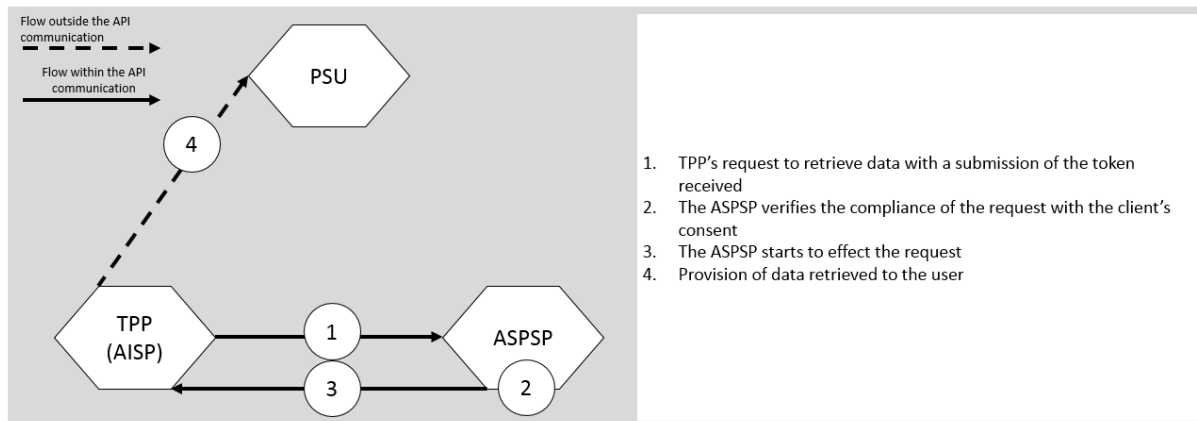 Flow outside the API
communication
Flow within the API
communication
PSU
4
TPP
(AISP)
1
ASPSP
3
2
1. TPP's request to retrieve data with a submission of the token
received
2. The ASPSP verifies the compliance of the request with the client's
consent
3. The ASPSP starts to effect the request
4. Provision of data retrieved to the user